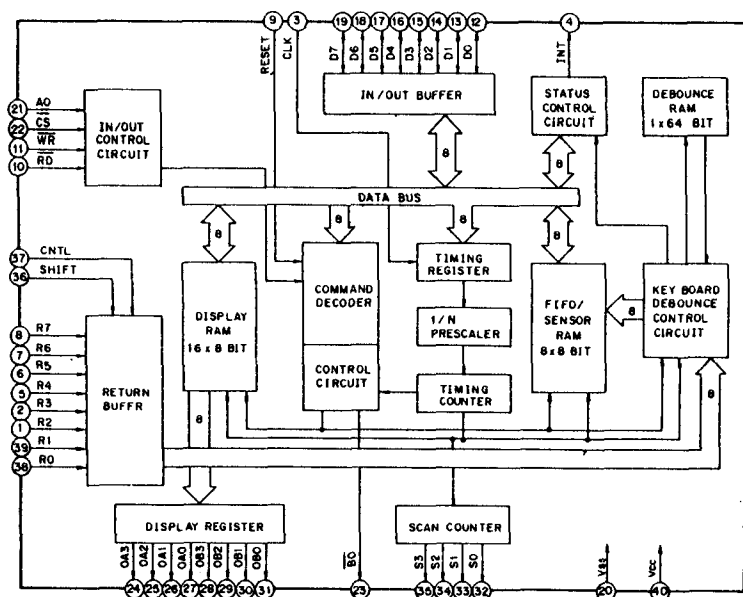 9 3 19 18 17 16 15 14 13 12 4
RESET CLK D7 D6 D5 D4 D3 D2 D1 D0 INT
IN/OUT BUFFER
STATUS
CONTROL
CIRCUIT
DEBOUNCE
RAM
1x64 BIT
21 A0
22 CS
11 WR
10 RD
IN/OUT
CONTROL
CIRCUIT
8 8
DATA BUS
8 8 8 8
37 CNTL
36 SHIFT
DISPLAY
RAM
16x8 BIT
COMMAND
DECODER
CONTROL
CIRCUIT
TIMING
REGISTER
1/N
PRESCALER
TIMING
COUNTER
FIFO/
SENSOR
RAM
8x8 BIT
8
KEY BOARD
DEBOUNCE
CONTROL
CIRCUIT
8 R7
7 R6
6 R5
5 R4
2 R3
1 R2
39 R1
38 R0
RETURN
BUFFR
8 8
DISPLAY REGISTER
SCAN COUNTER
OA3 OA2 OA1 OA0 OB3 OB2 OB1 OB0 BO S3 S2 S1 S0 Vss Vcc
24 25 26 27 28 29 30 31 23 35 34 33 32 20 40